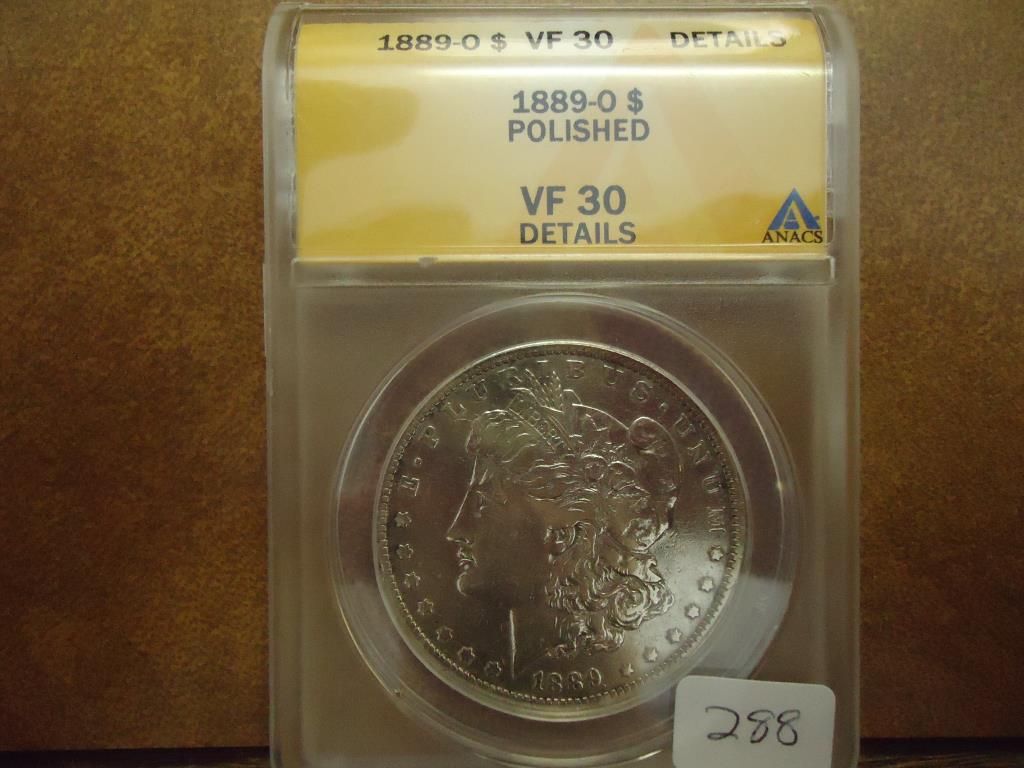 1889-O $ VF 30 DETAILS
1889-O $
POLISHED
VF 30
DETAILS
ANACS
E·PLURIBUS·UNUM
LIBERTY
1889
288